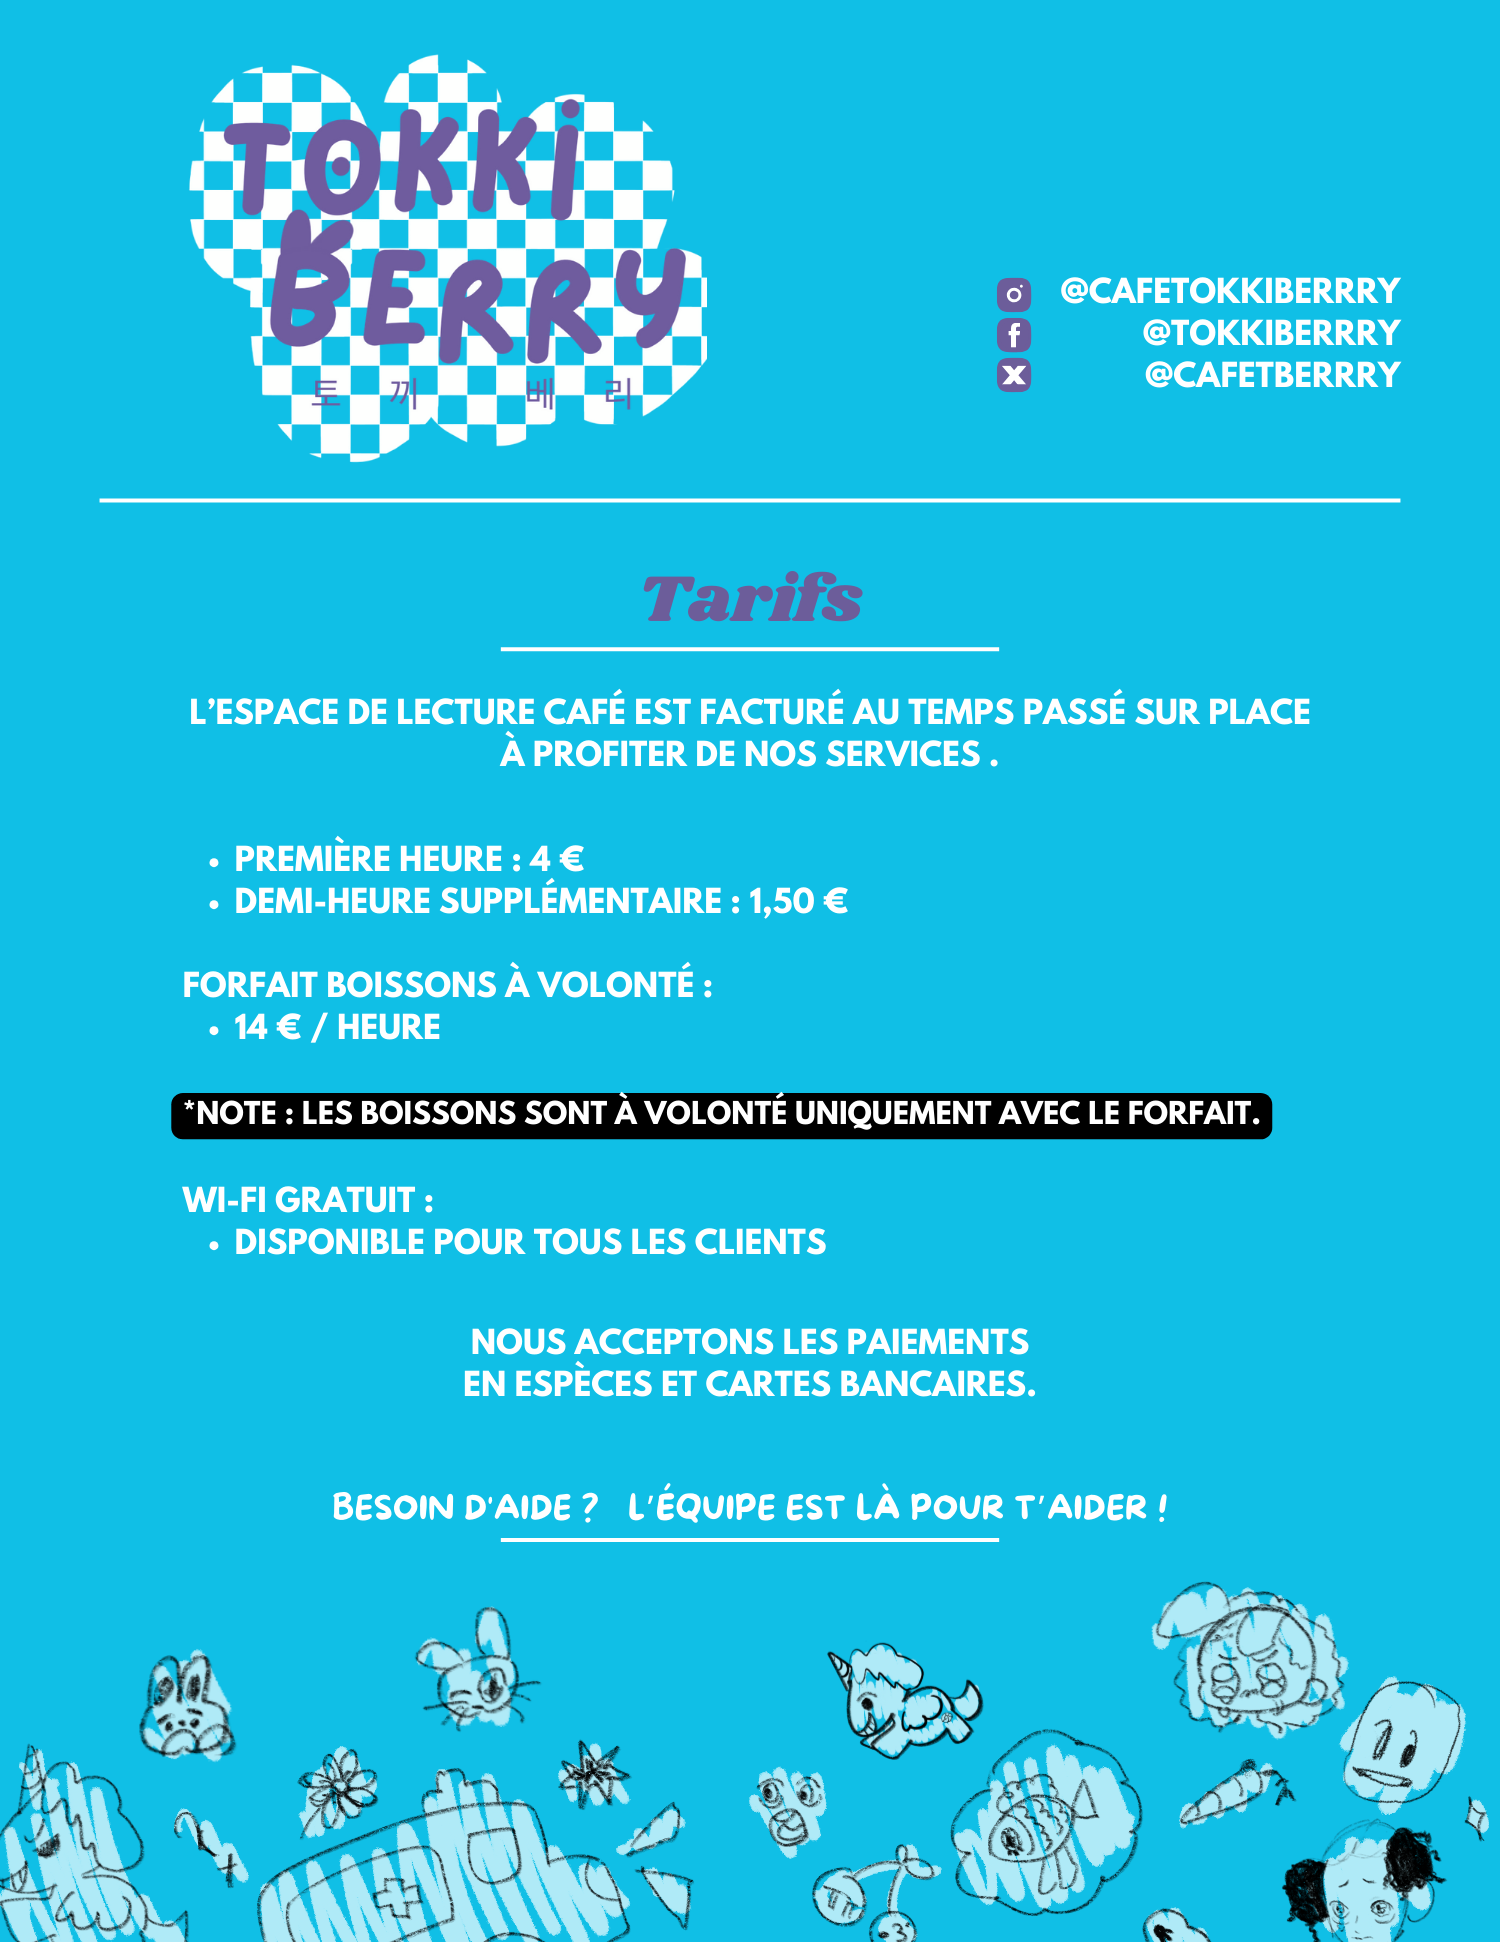 TOKKi
BERRY
토끼 베리
@CAFETOKKIBERRRY
@TOKKIBERRRY
@CAFETBERRRY
Tarifs
L’ESPACE DE LECTURE CAFÉ EST FACTURÉ AU TEMPS PASSÉ SUR PLACE
À PROFITER DE NOS SERVICES .
• PREMIÈRE HEURE : 4 €
• DEMI-HEURE SUPPLÉMENTAIRE : 1,50 €
FORFAIT BOISSONS À VOLONTÉ :
• 14 € / HEURE
*NOTE : LES BOISSONS SONT À VOLONTÉ UNIQUEMENT AVEC LE FORFAIT.
WI-FI GRATUIT :
• DISPONIBLE POUR TOUS LES CLIENTS
NOUS ACCEPTONS LES PAIEMENTS
EN ESPÈCES ET CARTES BANCAIRES.
BESOIN D'AIDE ? L'ÉQUIPE EST LÀ POUR T'AIDER !